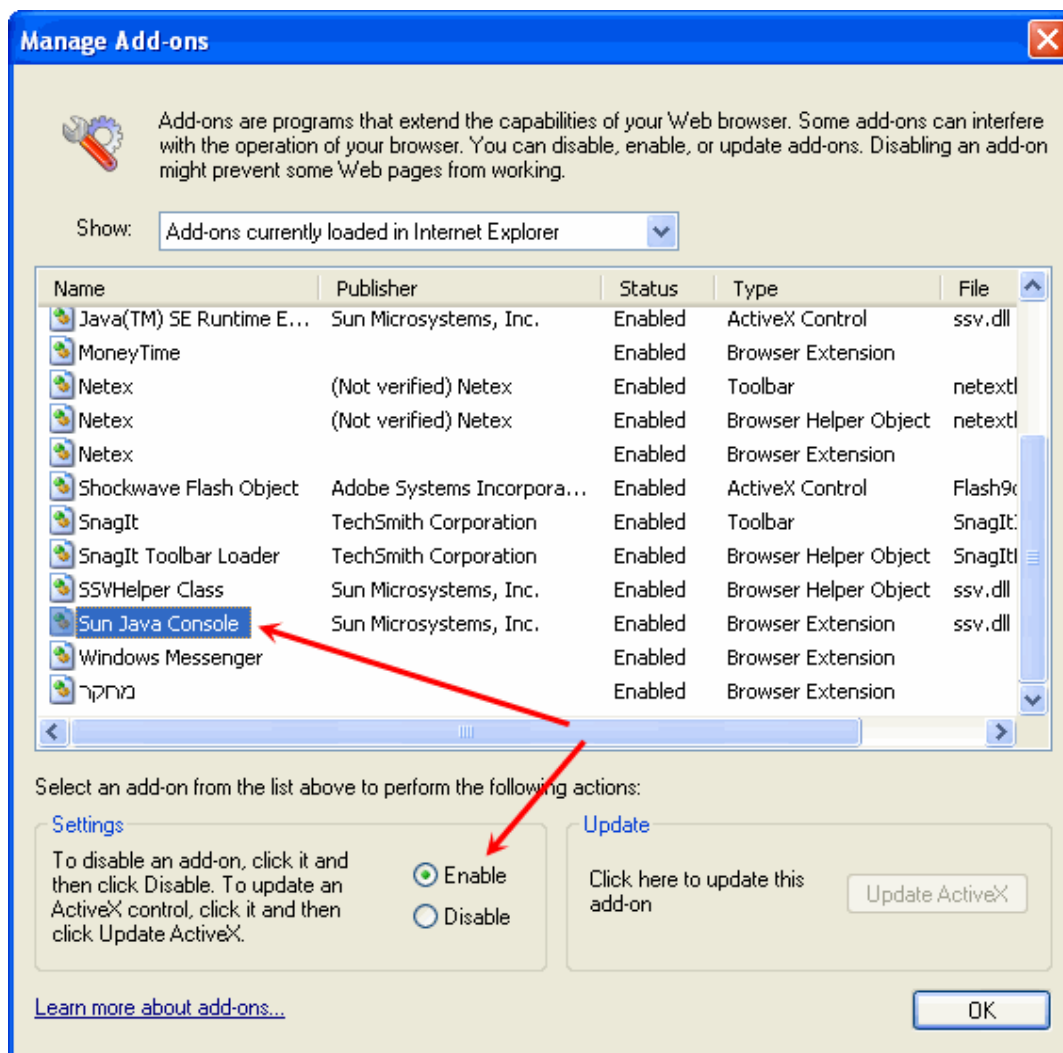 Manage Add-ons
Add-ons are programs that extend the capabilities of your Web browser. Some add-ons can interfere
with the operation of your browser. You can disable, enable, or update add-ons. Disabling an add-on
might prevent some Web pages from working.
Show: Add-ons currently loaded in Internet Explorer
Name Publisher Status Type File
Java(TM) SE Runtime E... Sun Microsystems, Inc. Enabled ActiveX Control ssv.dll
MoneyTime Enabled Browser Extension
Netex (Not verified) Netex Enabled Toolbar
Netex (Not verified) Netex Enabled Browser Helper Object
Netex Enabled Browser Extension
Shockwave Flash Object Adobe Systems Incorpora... Enabled ActiveX Control
SnagIt TechSmith Corporation Enabled Toolbar
SnagIt Toolbar Loader TechSmith Corporation Enabled Browser Helper Object
SSVHelper Class Sun Microsystems, Inc. Enabled Browser Helper Object ssv.dll
Sun Java Console Sun Microsystems, Inc. Enabled Browser Extension ssv.dll
Windows Messenger Enabled Browser Extension
מחקר Enabled Browser Extension
Select an add-on from the list above to perform the following actions:
Settings
To disable an add-on, click it and
then click Disable. To update an
ActiveX control, click it and then
click Update ActiveX.
Enable
Disable
Update
Click here to update this
add-on
Update ActiveX
Learn more about add-ons...
OK